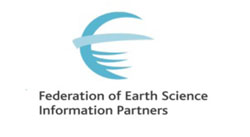 Federation of Earth Science
Information Partners